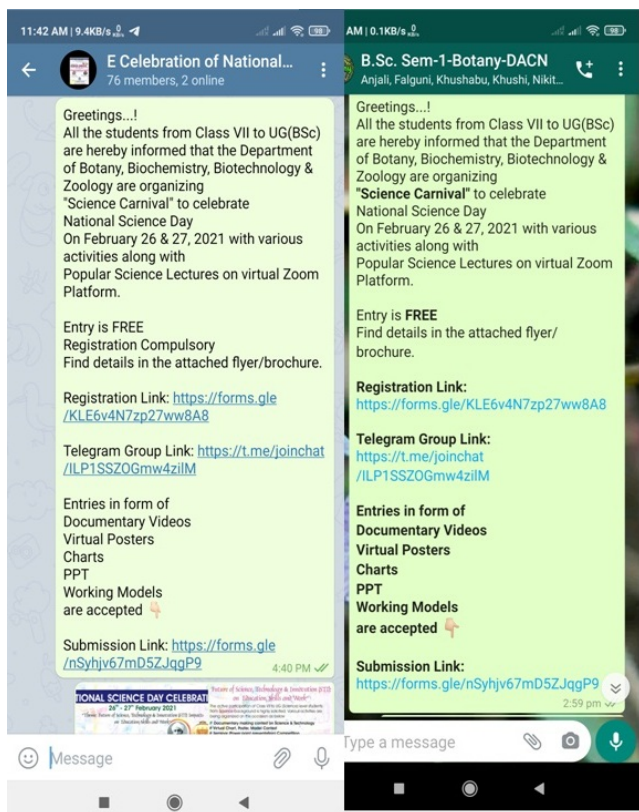 11:42 AM | 9.4KB/s
98
E Celebration of National...
76 members, 2 online
Greetings...!
All the students from Class VII to UG(BSc)
are hereby informed that the Department
of Botany, Biochemistry, Biotechnology &
Zoology are organizing
"Science Carnival" to celebrate
National Science Day
On February 26 & 27, 2021 with various
activities along with
Popular Science Lectures on virtual Zoom
Platform.
Entry is FREE
Registration Compulsory
Find details in the attached flyer/brochure.
Registration Link: https://forms.gle
/KLE6v4N7zp27ww8A8
Telegram Group Link: https://t.me/joinchat
/ILP1SSZOGmw4zilM
Entries in form of
Documentary Videos
Virtual Posters
Charts
PPT
Working Models
are accepted 👇🏻
Submission Link: https://forms.gle
/nSyhjv67mD5ZJqgP9
4:40 PM
TIONAL SCIENCE DAY CELEBRATI
26th - 27th February 2021
Message
AM | 0.1KB/s
98
B.Sc. Sem-1-Botany-DACN
Anjali, Falguni, Khushabu, Khushi, Nikit...
Greetings...!
All the students from Class VII to UG(BSc)
are hereby informed that the Department
of Botany, Biochemistry, Biotechnology &
Zoology are organizing
"Science Carnival" to celebrate
National Science Day
On February 26 & 27, 2021 with various
activities along with
Popular Science Lectures on virtual Zoom
Platform.
Entry is FREE
Find details in the attached flyer/
brochure.
Registration Link:
https://forms.gle/KLE6v4N7zp27ww8A8
Telegram Group Link:
https://t.me/joinchat
/ILP1SSZOGmw4zilM
Entries in form of
Documentary Videos
Virtual Posters
Charts
PPT
Working Models
are accepted 👇🏻
Submission Link:
https://forms.gle/nSyhjv67mD5ZJqgP9
2:59 pm
Type a message